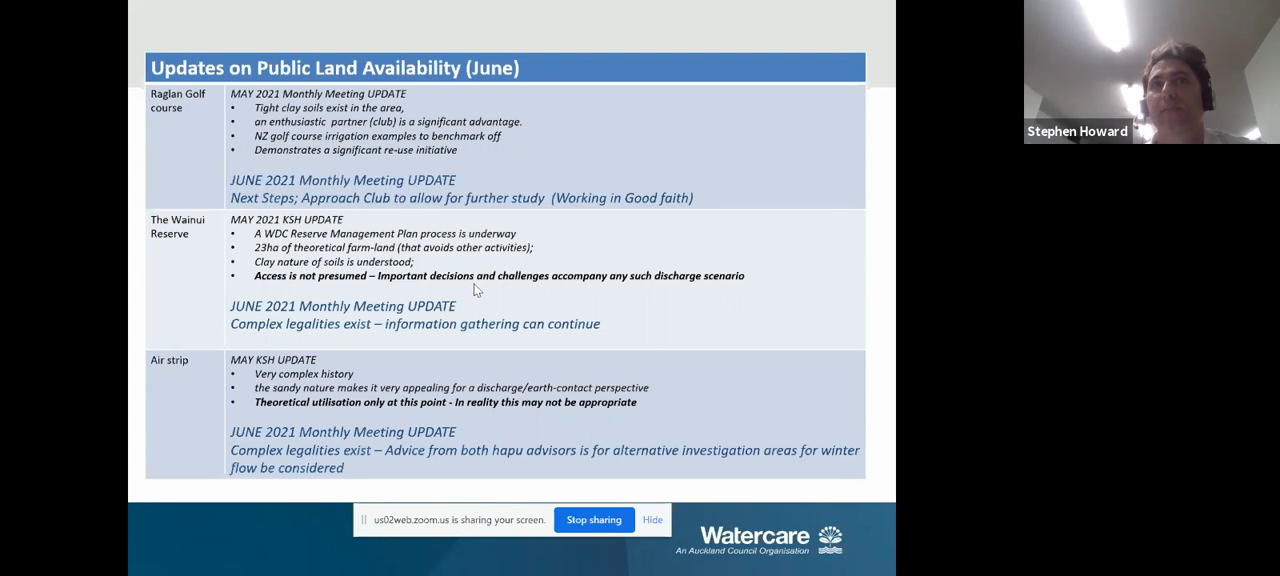 Updates on Public Land Availability (June)
Raglan Golf
course
MAY 2021 Monthly Meeting UPDATE
• Tight clay soils exist in the area,
• an enthusiastic partner (club) is a significant advantage.
• NZ golf course irrigation examples to benchmark off
• Demonstrates a significant re-use initiative
JUNE 2021 Monthly Meeting UPDATE
Next Steps; Approach Club to allow for further study (Working in Good faith)
The Wainui
Reserve
MAY 2021 KSH UPDATE
• A WDC Reserve Management Plan process is underway
• 23ha of theoretical farm-land (that avoids other activities);
• Clay nature of soils is understood;
• Access is not presumed – Important decisions and challenges accompany any such discharge scenario
JUNE 2021 Monthly Meeting UPDATE
Complex legalities exist – information gathering can continue
Air strip
MAY KSH UPDATE
• Very complex history
• the sandy nature makes it very appealing for a discharge/earth-contact perspective
• Theoretical utilisation only at this point - In reality this may not be appropriate
JUNE 2021 Monthly Meeting UPDATE
Complex legalities exist – Advice from both hapu advisors is for alternative investigation areas for winter
flow be considered
us02web.zoom.us is sharing your screen.
Stop sharing
Hide
Watercare
An Auckland Council Organisation
Stephen Howard